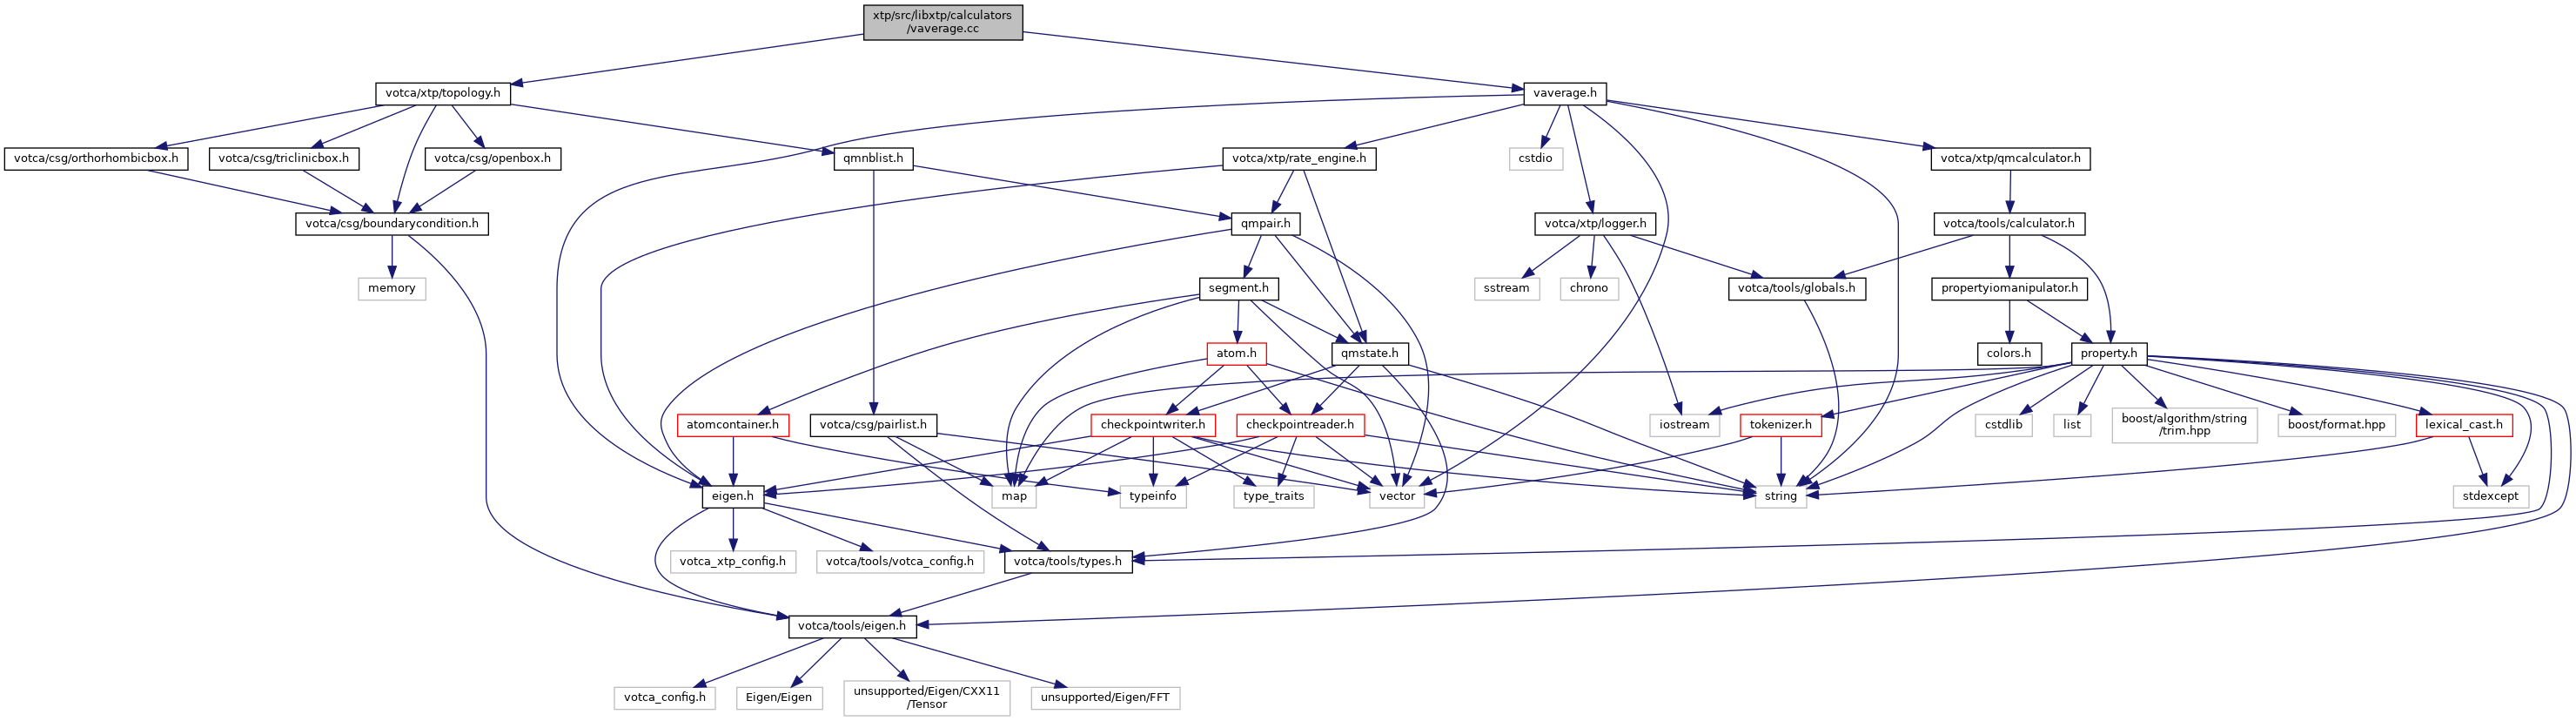 xtp/src/libxtp/calculators
/vaverage.cc
votca/xtp/topology.h
vaverage.h
votca/csg/orthorhombicbox.h
votca/csg/triclinicbox.h
votca/csg/openbox.h
qmnblist.h
votca/xtp/rate_engine.h
cstdio
votca/xtp/qmcalculator.h
votca/csg/boundarycondition.h
qmpair.h
votca/xtp/logger.h
votca/tools/calculator.h
memory
segment.h
sstream
chrono
votca/tools/globals.h
propertyiomanipulator.h
atom.h
qmstate.h
colors.h
property.h
atomcontainer.h
votca/csg/pairlist.h
checkpointwriter.h
checkpointreader.h
iostream
tokenizer.h
cstdlib
list
boost/algorithm/string
/trim.hpp
boost/format.hpp
lexical_cast.h
eigen.h
map
typeinfo
type_traits
vector
string
stdexcept
votca_xtp_config.h
votca/tools/votca_config.h
votca/tools/types.h
votca/tools/eigen.h
votca_config.h
Eigen/Eigen
unsupported/Eigen/CXX11
/Tensor
unsupported/Eigen/FFT